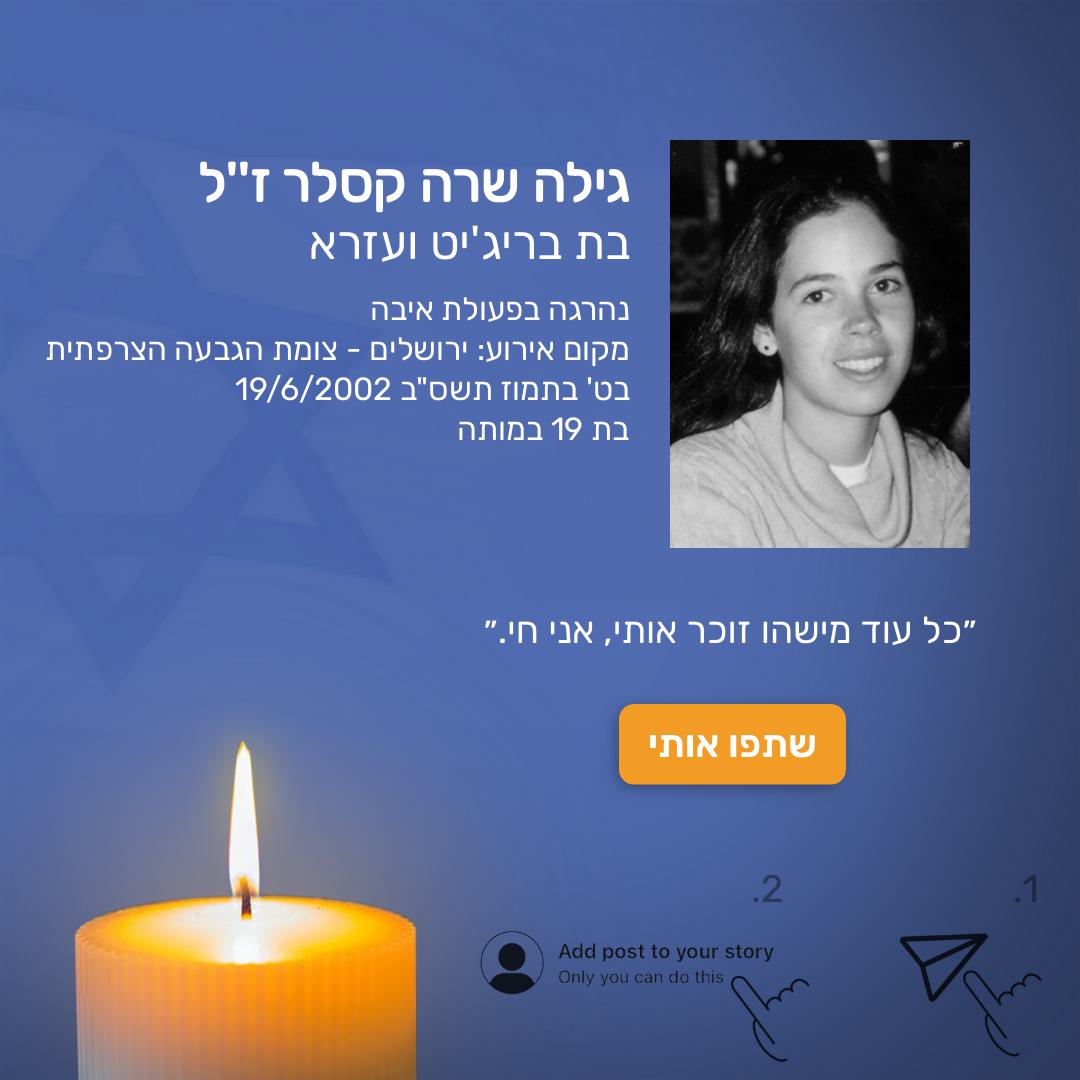 גילה שרה קסלר ז"ל
בת בריג'יט ועזרא
נהרגה בפעולת איבה
מקום אירוע: ירושלים - צומת הגבעה הצרפתית
בט' בתמוז תשס"ב 19/6/2002
בת 19 במותה
״כל עוד מישהו זוכר אותי, אני חי.״
שתפו אותי
1.
2.
Add post to your story
Only you can do this